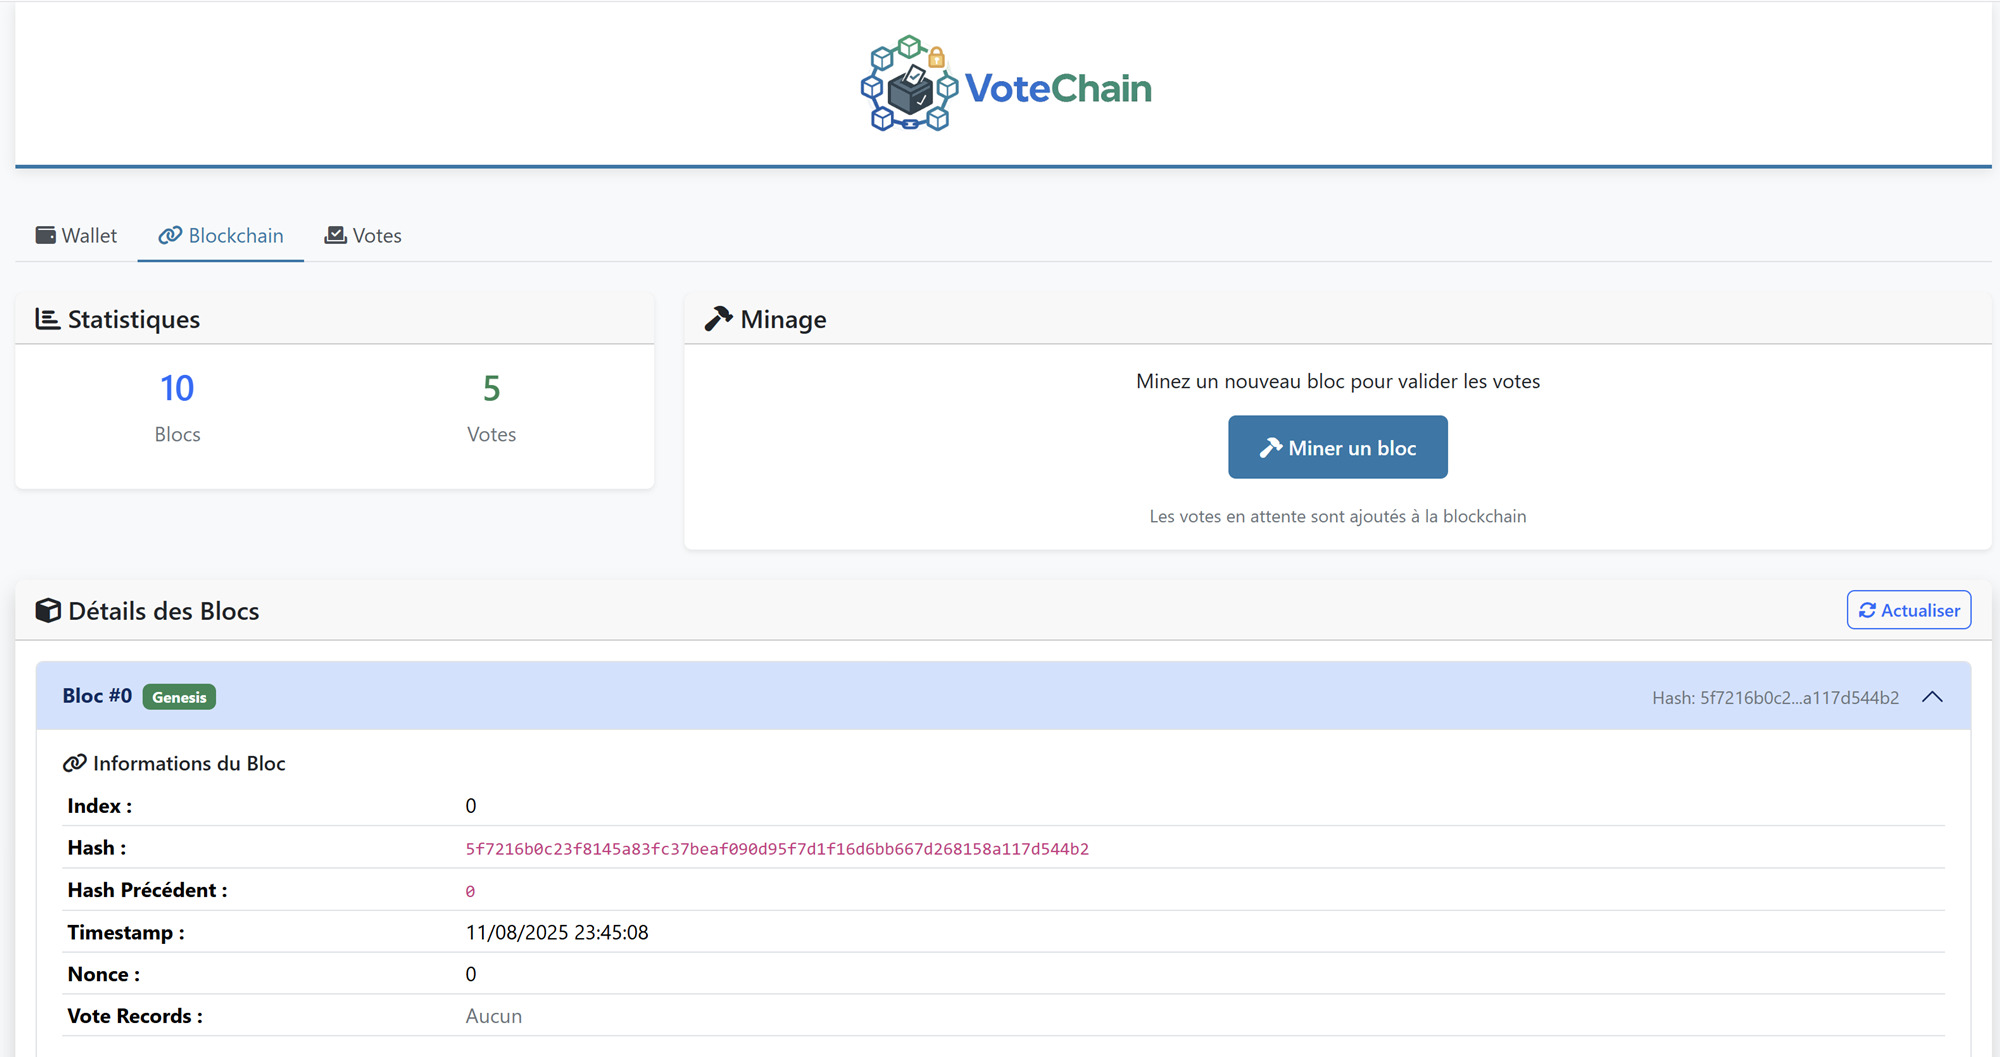 VoteChain
Wallet Blockchain Votes
Statistiques
10 5
Blocs Votes
Minage
Minez un nouveau bloc pour valider les votes
Miner un bloc
Les votes en attente sont ajoutés à la blockchain
Détails des Blocs Actualiser
Bloc #0 Genesis Hash: 5f7216b0c2...a117d544b2
Informations du Bloc
Index : 0
Hash : 5f7216b0c23f8145a83fc37beaf090d95f7d1f16d6bb667d268158a117d544b2
Hash Précédent : 0
Timestamp : 11/08/2025 23:45:08
Nonce : 0
Vote Records : Aucun